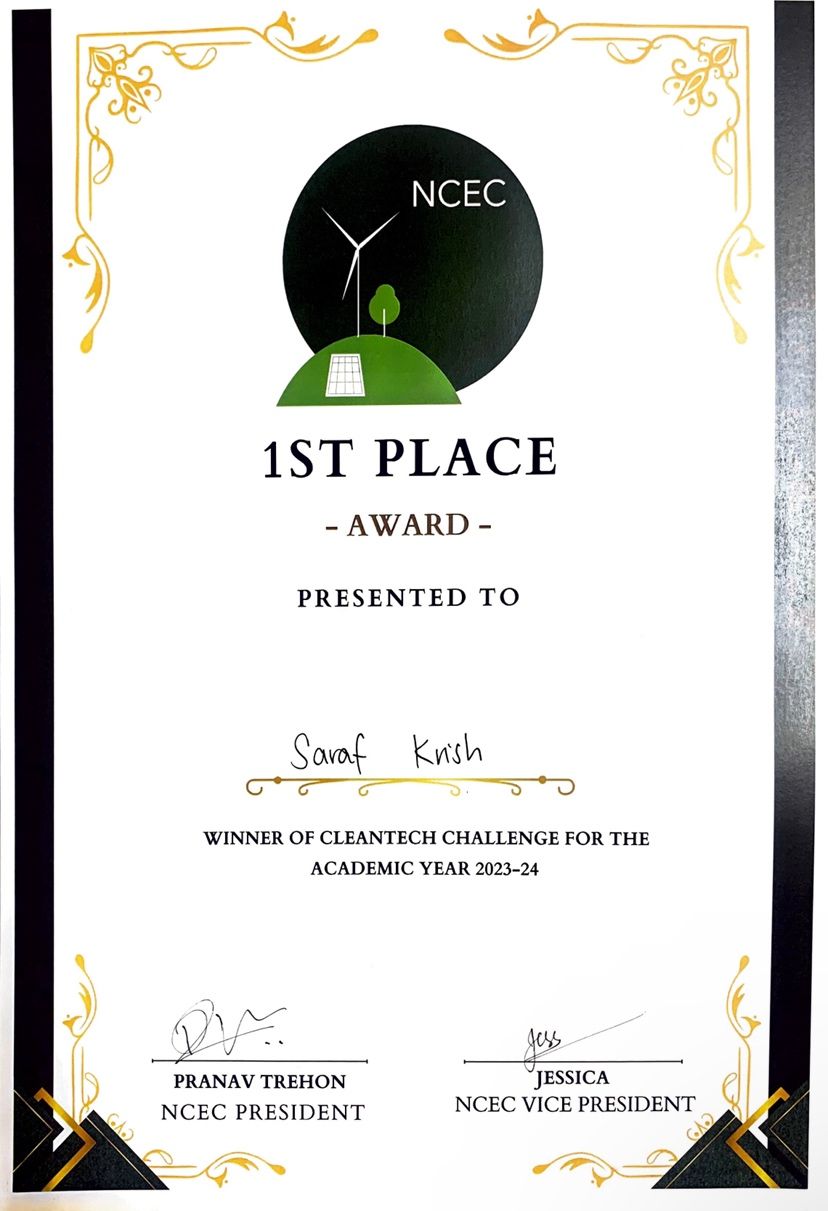 NCEC
1ST PLACE
- AWARD -
PRESENTED TO
Saraf Krish
WINNER OF CLEANTECH CHALLENGE FOR THE
ACADEMIC YEAR 2023-24
Jess
PRANAV TREHON
JESSICA
NCEC PRESIDENT
NCEC VICE PRESIDENT